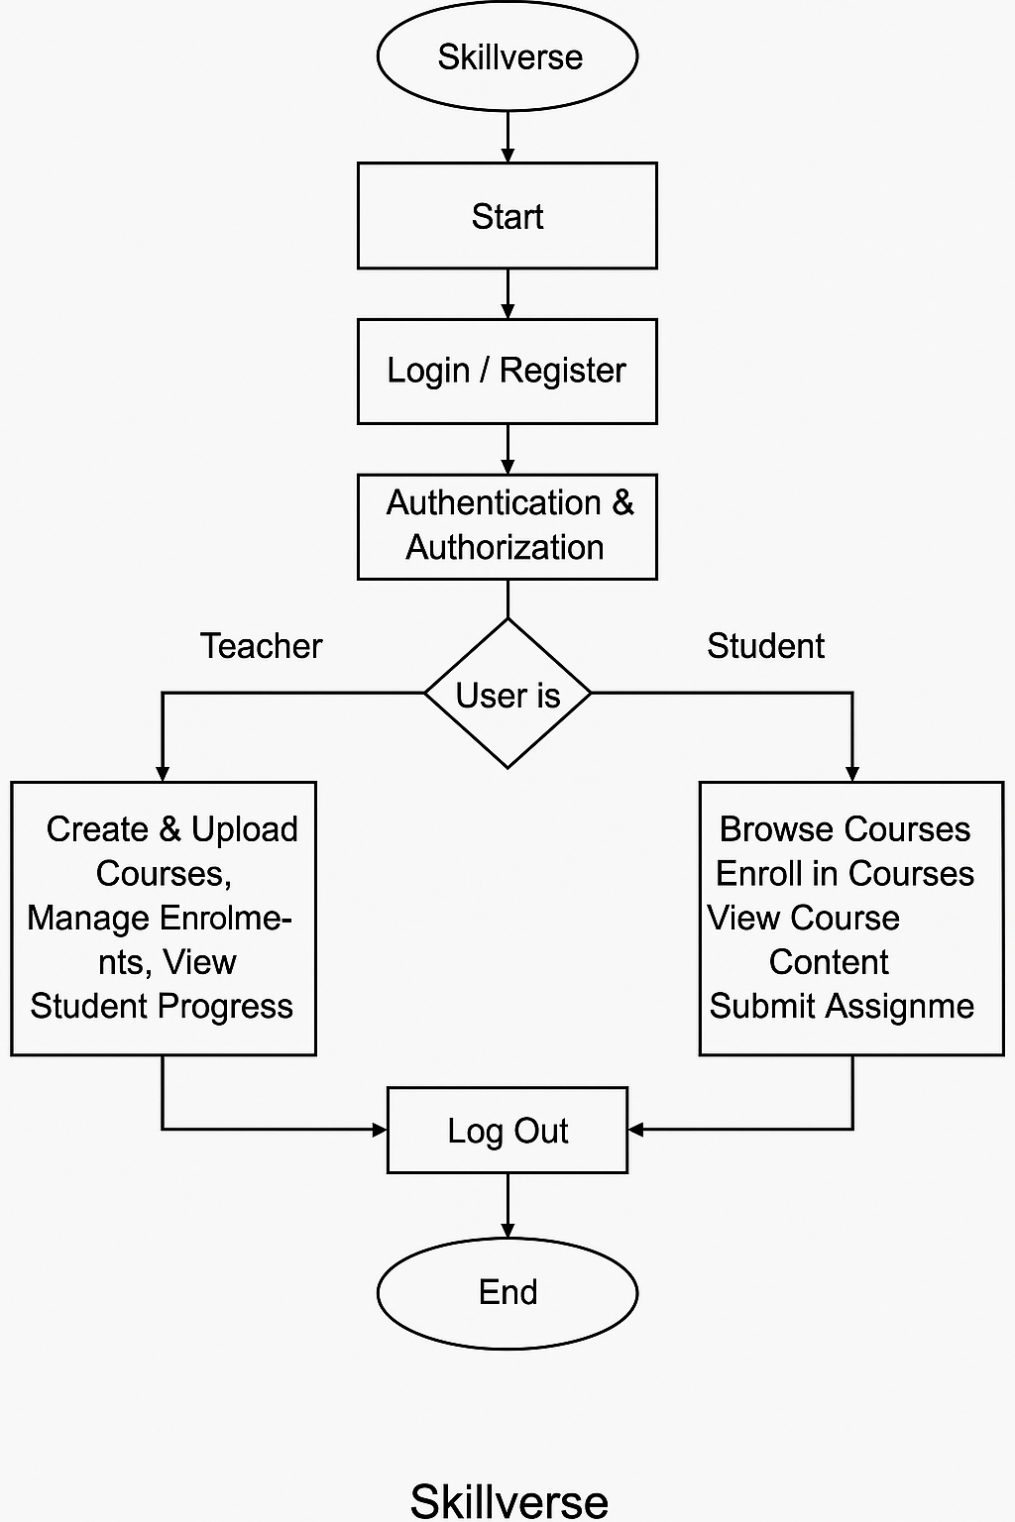 Skillverse
Start
Login / Register
Authentication &
Authorization
Teacher
Student
User is
Create & Upload
Courses,
Manage Enrolme-
nts, View
Student Progress
Browse Courses
Enroll in Courses
View Course
Content
Submit Assignme
Log Out
End
Skillverse